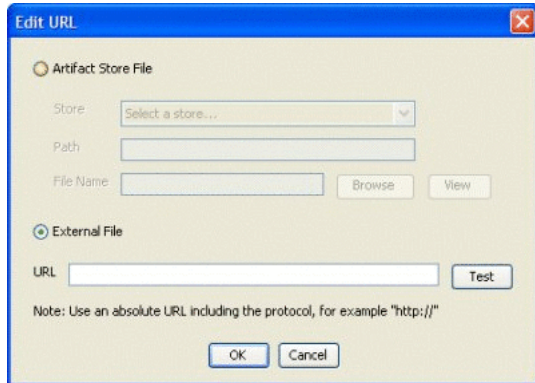 Edit URL
Artifact Store File
Store Select a store...
Path
File Name Browse View
External File
URL Test
Note: Use an absolute URL including the protocol, for example "http://"
OK Cancel